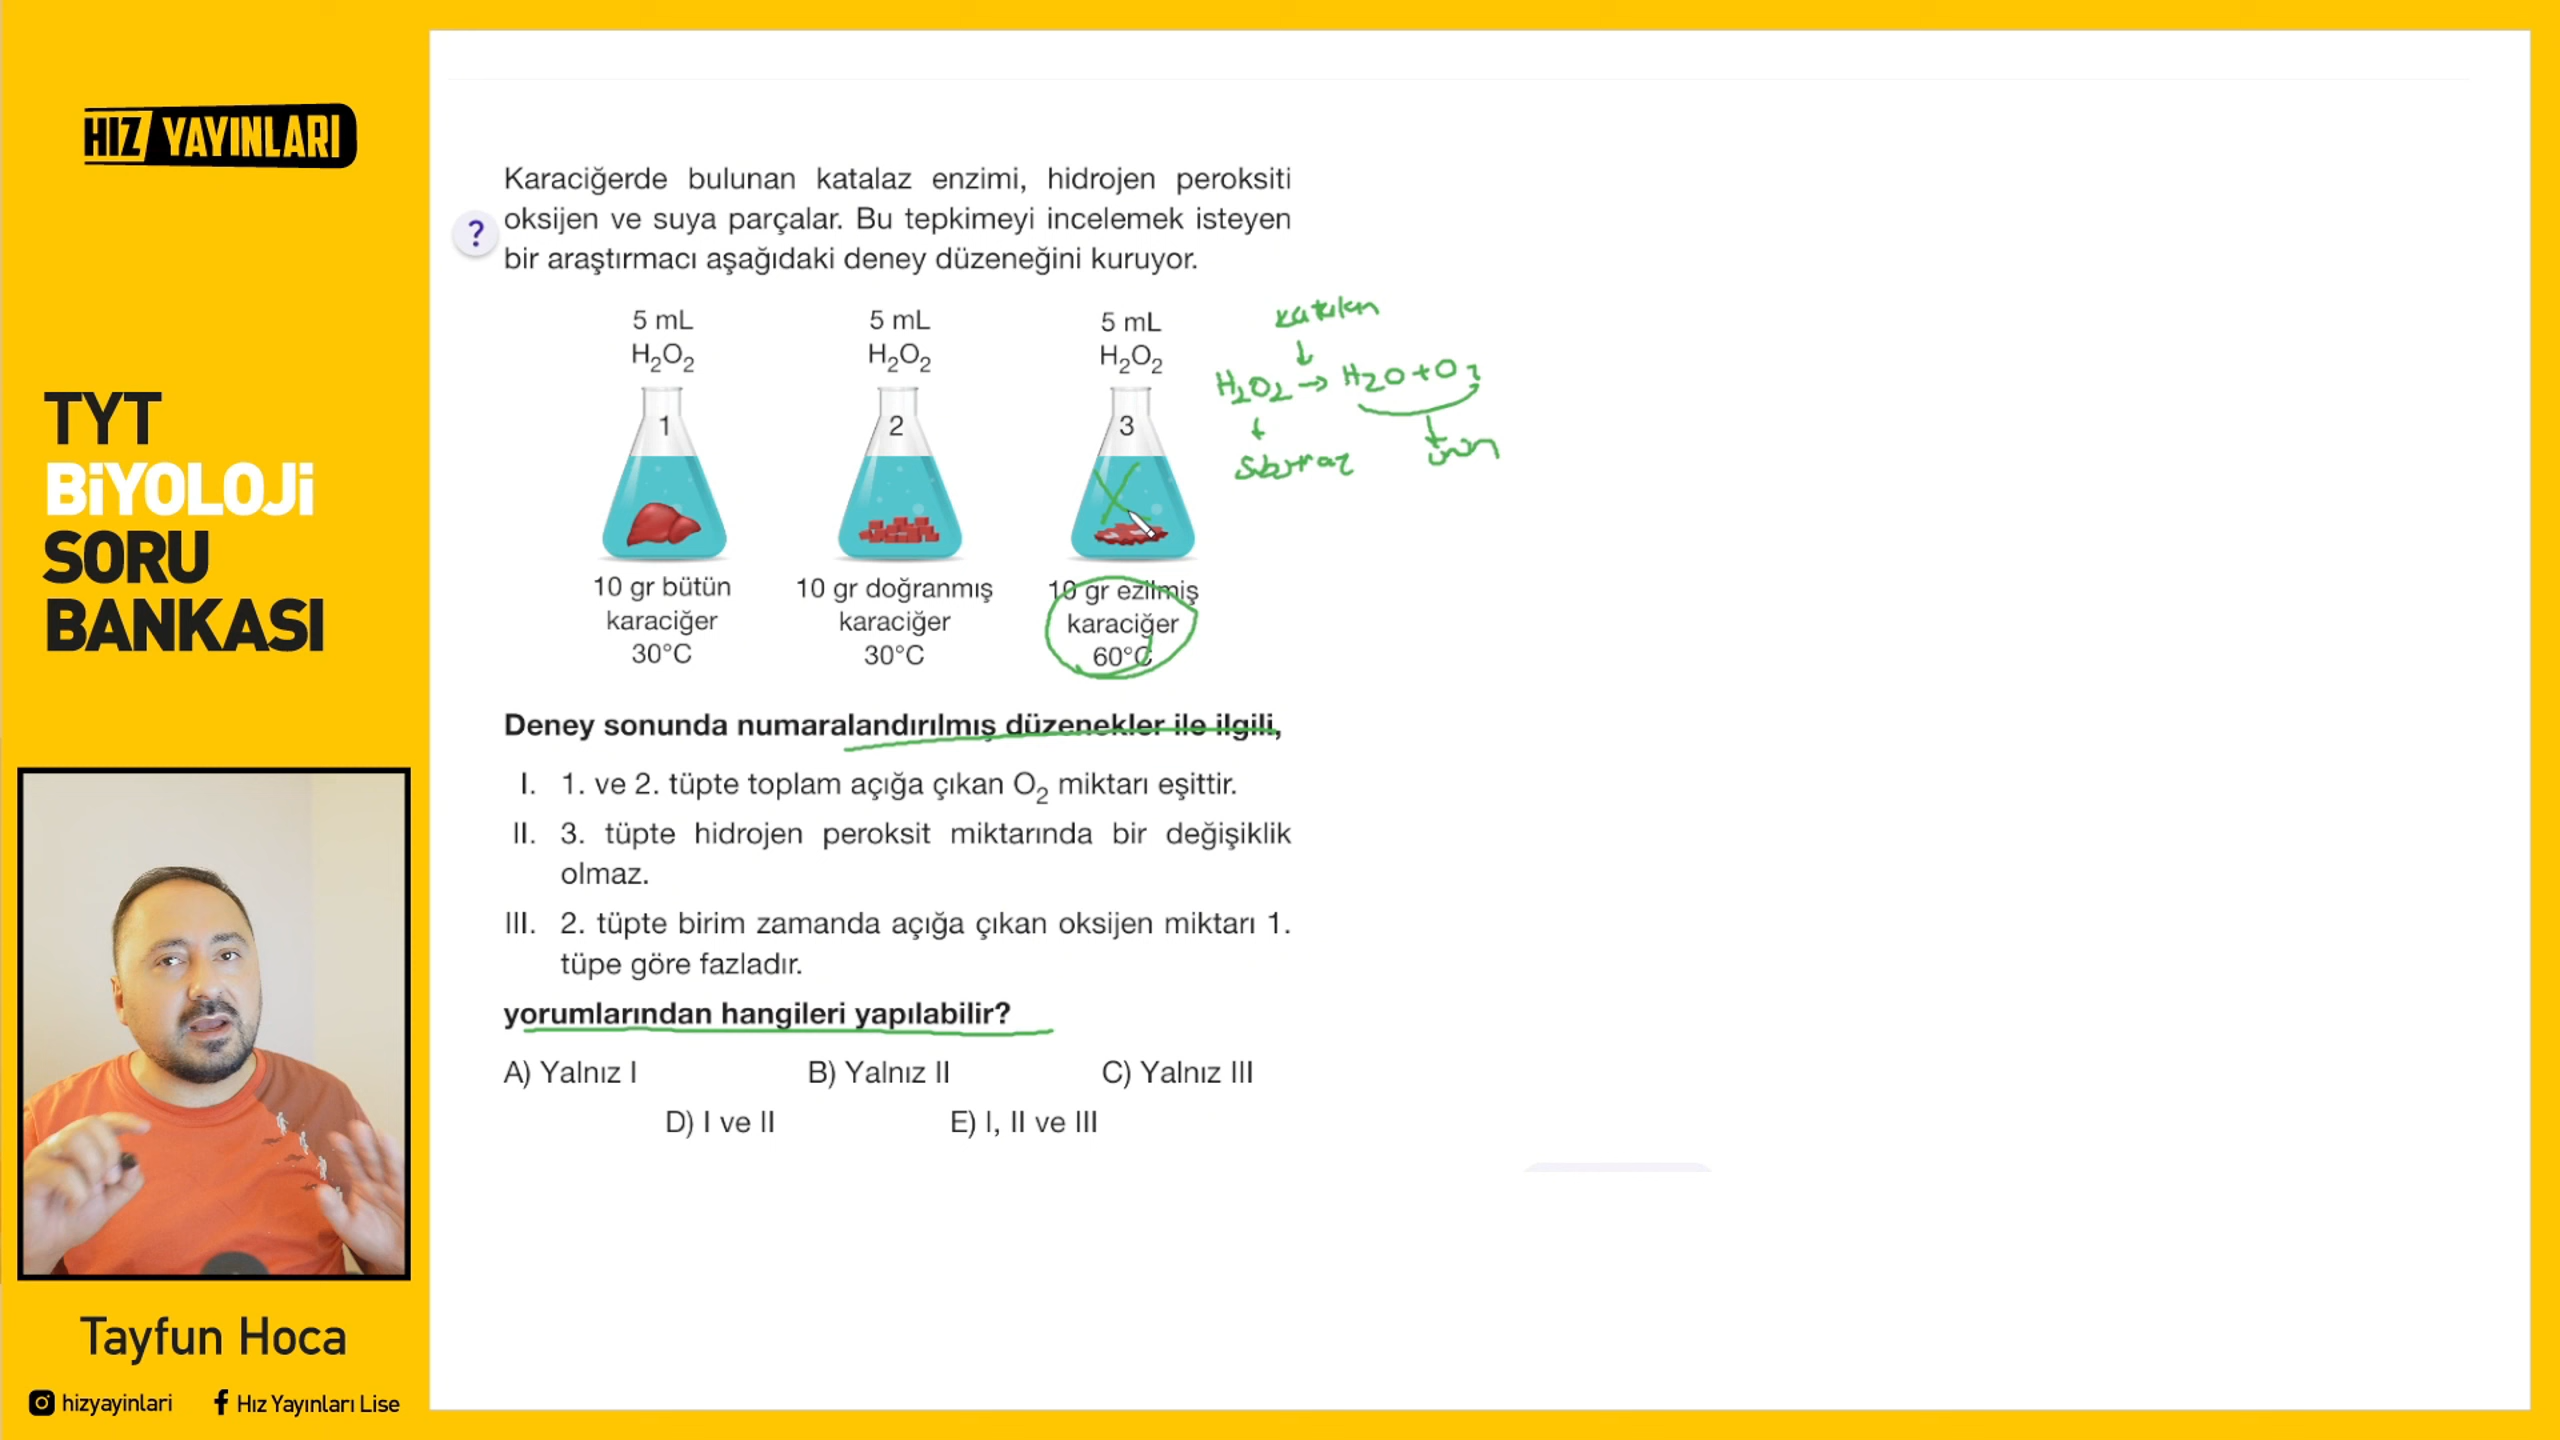 HIZ YAYINLARI
TYT
BiYOLOJi
SORU
BANKASI
Tayfun Hoca
hizyayinlari
Hız Yayınları Lise
?
Karaciğerde bulunan katalaz enzimi, hidrojen peroksiti
oksijen ve suya parçalar. Bu tepkimeyi incelemek isteyen
bir araştırmacı aşağıdaki deney düzeneğini kuruyor.
5 mL
H₂O₂
1
10 gr bütün
karaciğer
30°C
5 mL
H₂O₂
2
10 gr doğranmış
karaciğer
30°C
5 mL
H₂O₂
3
10 gr ezilmiş
karaciğer
60°C
H₂O₂ → H₂O + O₂
ürün
Deney sonunda numaralandırılmış düzenekler ile ilgili,
I. 1. ve 2. tüpte toplam açığa çıkan O₂ miktarı eşittir.
II. 3. tüpte hidrojen peroksit miktarında bir değişiklik
olmaz.
III. 2. tüpte birim zamanda açığa çıkan oksijen miktarı 1.
tüpe göre fazladır.
yorumlarından hangileri yapılabilir?
A) Yalnız I B) Yalnız II C) Yalnız III
D) I ve II E) I, II ve III